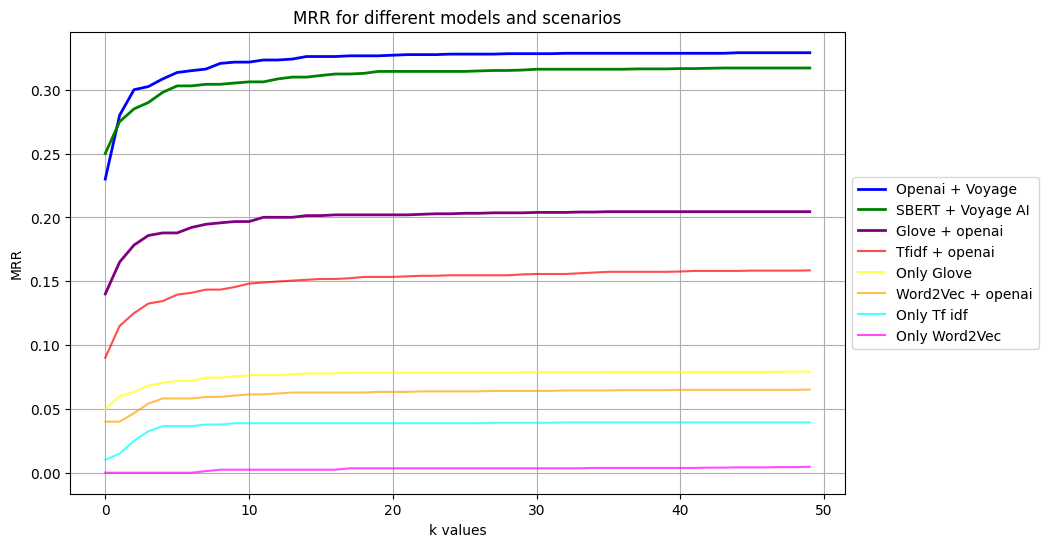 MRR for different models and scenarios
MRR
0.30
0.25
0.20
0.15
0.10
0.05
0.00
0
10
20
30
40
50
k values
Openai + Voyage
SBERT + Voyage AI
Glove + openai
Tfidf + openai
Only Glove
Word2Vec + openai
Only Tf idf
Only Word2Vec